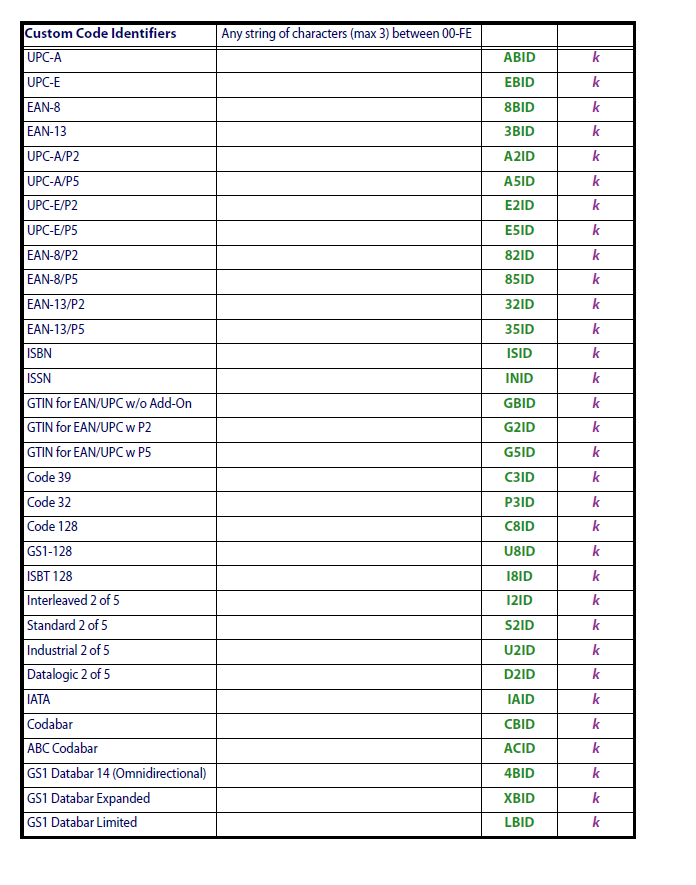 Custom Code Identifiers Any string of characters (max 3) between 00-FE
UPC-A ABID k
UPC-E EBID k
EAN-8 8BID k
EAN-13 3BID k
UPC-A/P2 A2ID k
UPC-A/P5 A5ID k
UPC-E/P2 E2ID k
UPC-E/P5 E5ID k
EAN-8/P2 82ID k
EAN-8/P5 85ID k
EAN-13/P2 32ID k
EAN-13/P5 35ID k
ISBN ISID k
ISSN INID k
GTIN for EAN/UPC w/o Add-On GBID k
GTIN for EAN/UPC w P2 G2ID k
GTIN for EAN/UPC w P5 G5ID k
Code 39 C3ID k
Code 32 P3ID k
Code 128 C8ID k
GS1-128 U8ID k
ISBT 128 I8ID k
Interleaved 2 of 5 I2ID k
Standard 2 of 5 S2ID k
Industrial 2 of 5 U2ID k
Datalogic 2 of 5 D2ID k
IATA IAID k
Codabar CBID k
ABC Codabar ACID k
GS1 Databar 14 (Omnidirectional) 4BID k
GS1 Databar Expanded XBID k
GS1 Databar Limited LBID k